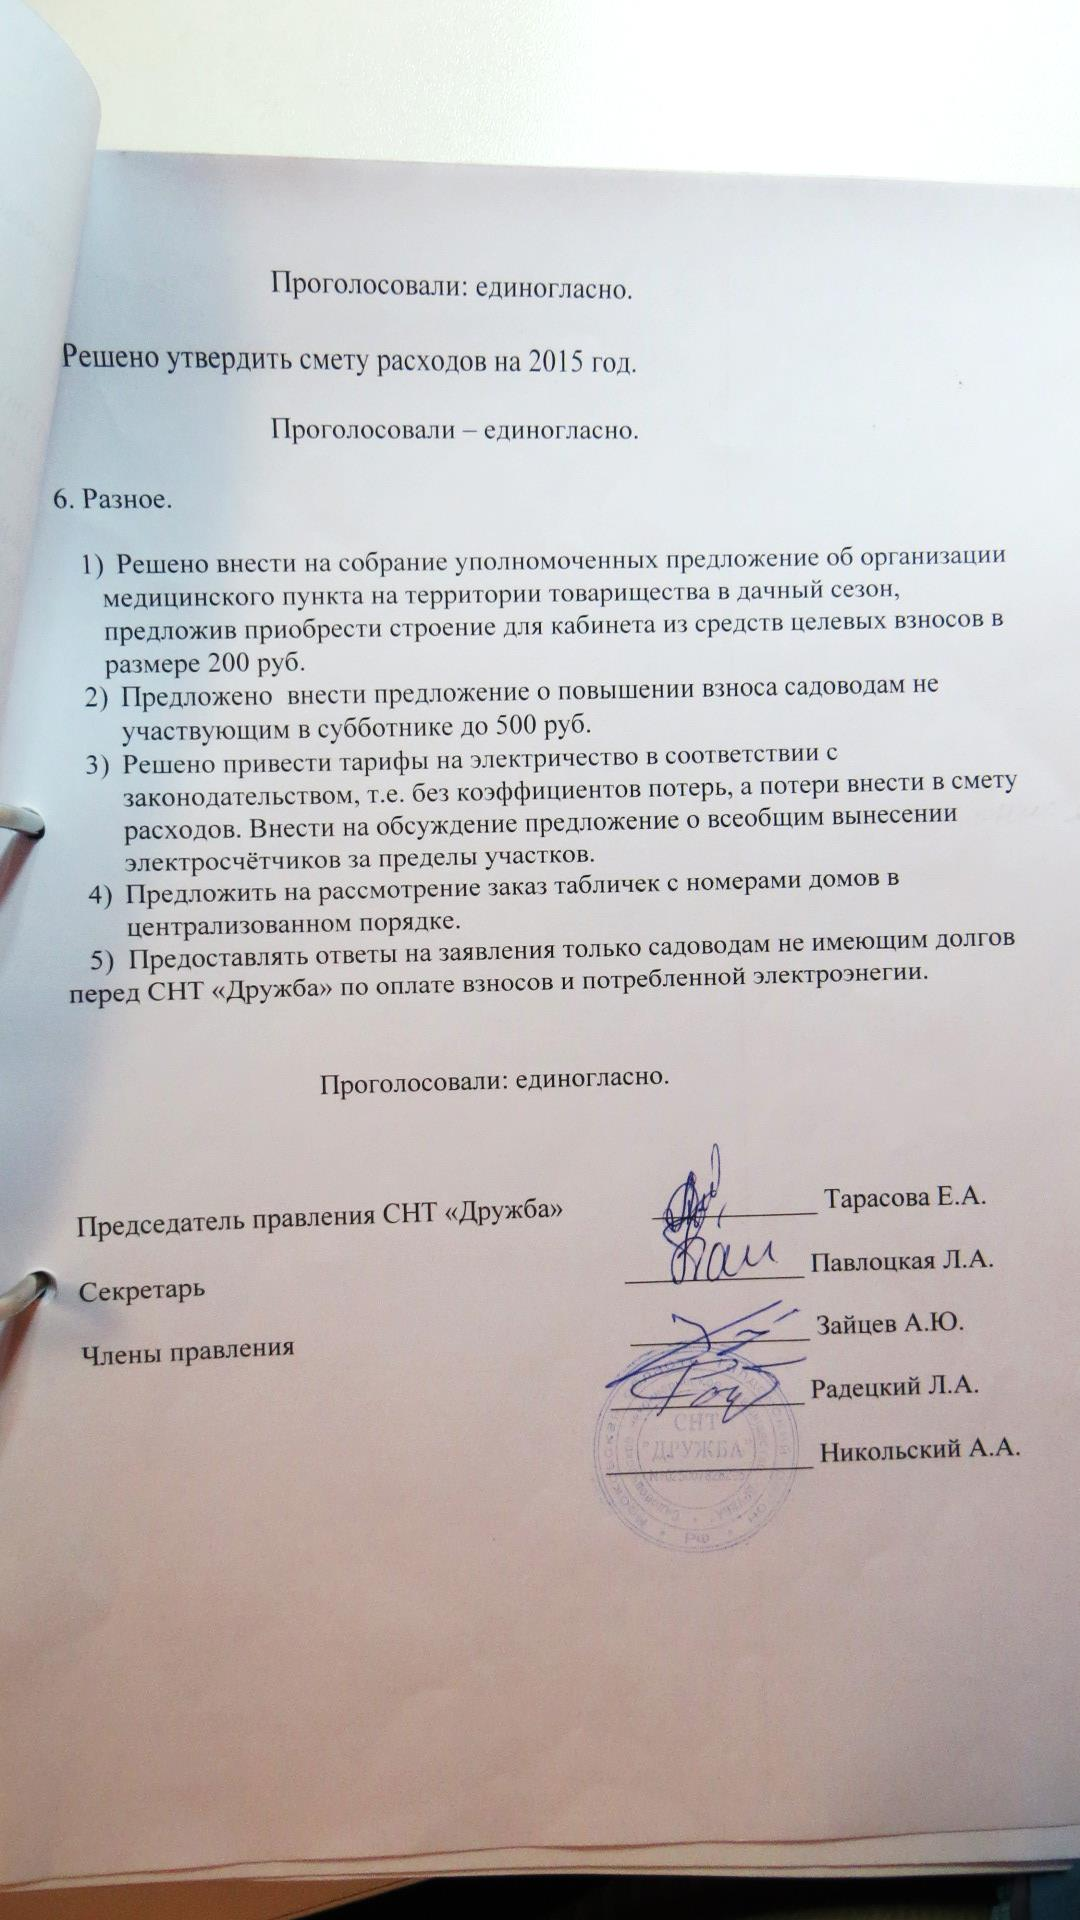 Проголосовали: единогласно.
Решено утвердить смету расходов на 2015 год.
Проголосовали – единогласно.
6. Разное.
1) Решено внести на собрание уполномоченных предложение об организации
медицинского пункта на территории товарищества в дачный сезон,
предложив приобрести строение для кабинета из средств целевых взносов в
размере 200 руб.
2) Предложено внести предложение о повышении взноса садоводам не
участвующим в субботнике до 500 руб.
3) Решено привести тарифы на электричество в соответствии с
законодательством, т.е. без коэффициентов потерь, а потери внести в смету
расходов. Внести на обсуждение предложение о всеобщим вынесении
электросчётчиков за пределы участков.
4) Предложить на рассмотрение заказ табличек с номерами домов в
централизованном порядке.
5) Предоставлять ответы на заявления только садоводам не имеющим долгов
перед СНТ «Дружба» по оплате взносов и потребленной электроэнегии.
Проголосовали: единогласно.
Председатель правления СНТ «Дружба» Тарасова Е.А.
Секретарь Павлоцкая Л.А.
Члены правления Зайцев А.Ю.
Радецкий Л.А.
Никольский А.А.
СНТ
"ДРУЖБА"